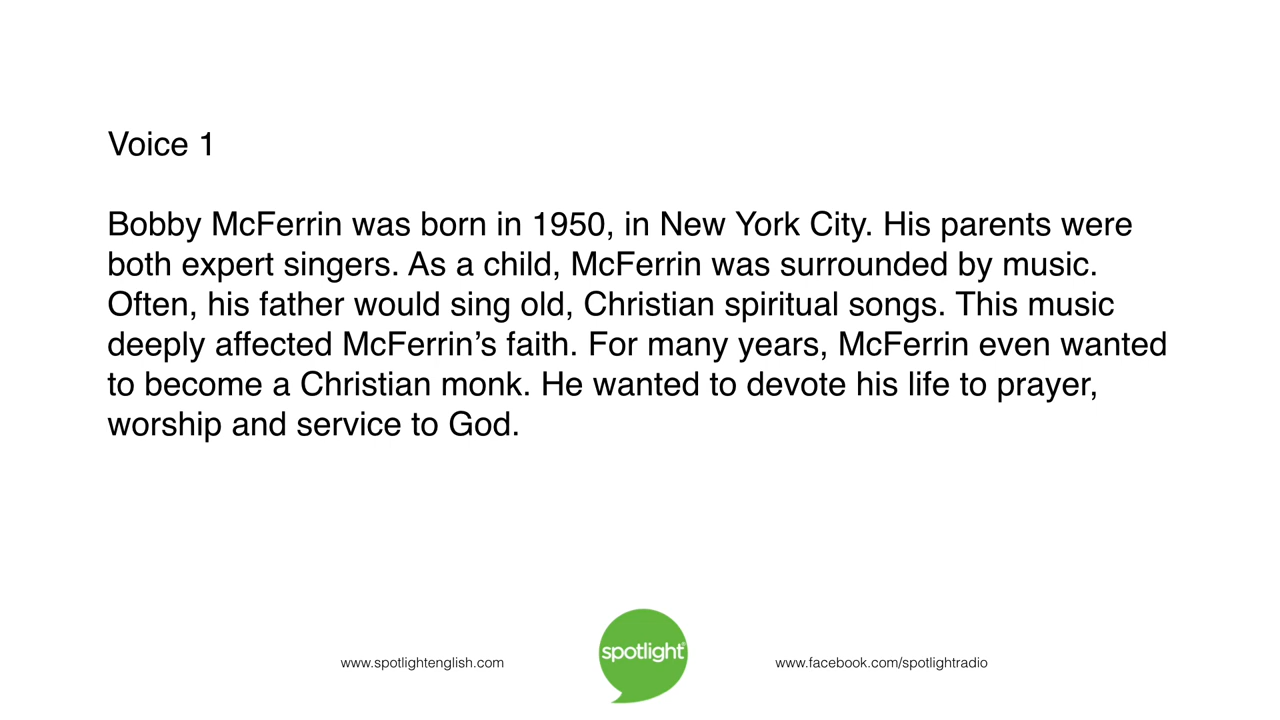 Voice 1
Bobby McFerrin was born in 1950, in New York City. His parents were
both expert singers. As a child, McFerrin was surrounded by music.
Often, his father would sing old, Christian spiritual songs. This music
deeply affected McFerrin’s faith. For many years, McFerrin even wanted
to become a Christian monk. He wanted to devote his life to prayer,
worship and service to God.
www.spotlightenglish.com
spotlight®
www.facebook.com/spotlightradio